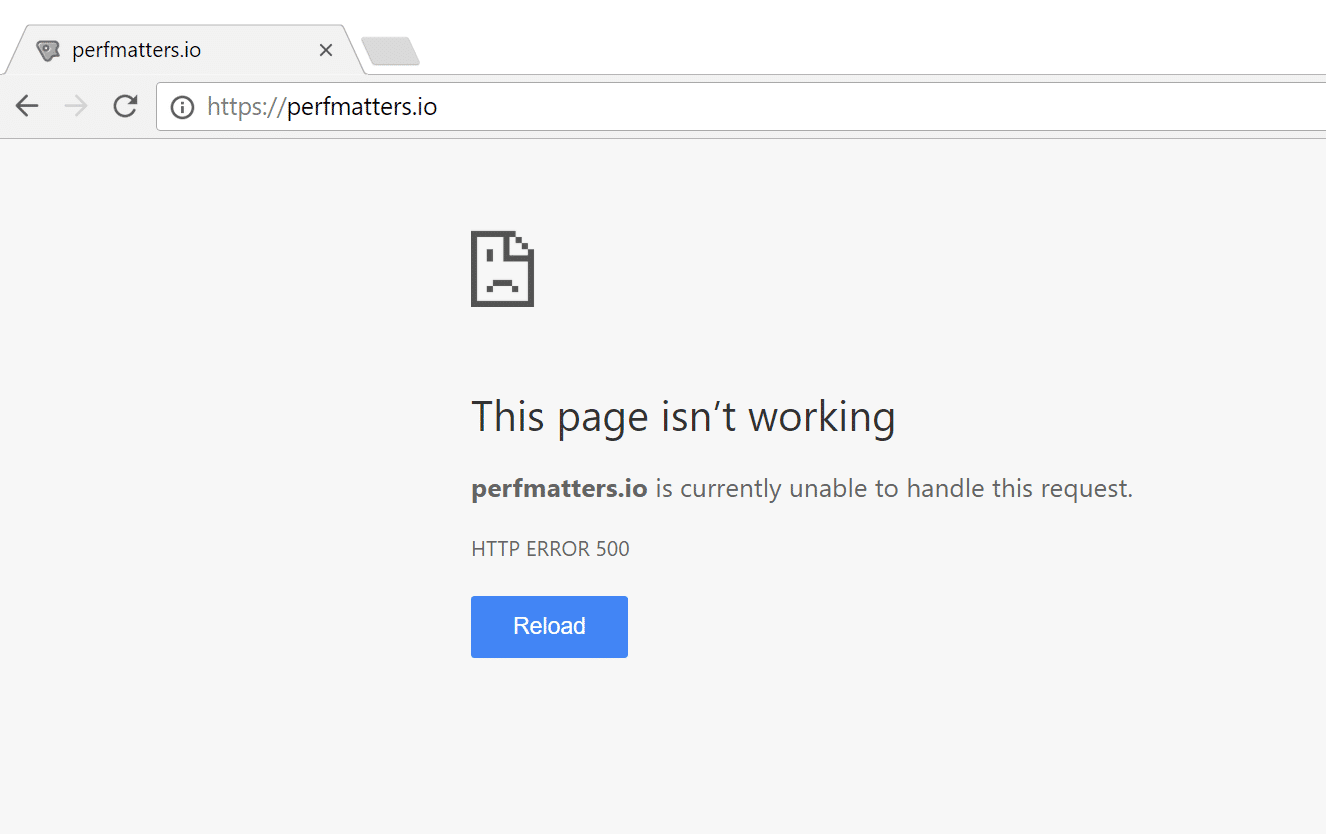 perfmatters.io
https://perfmatters.io
This page isn’t working
perfmatters.io is currently unable to handle this request.
HTTP ERROR 500
Reload